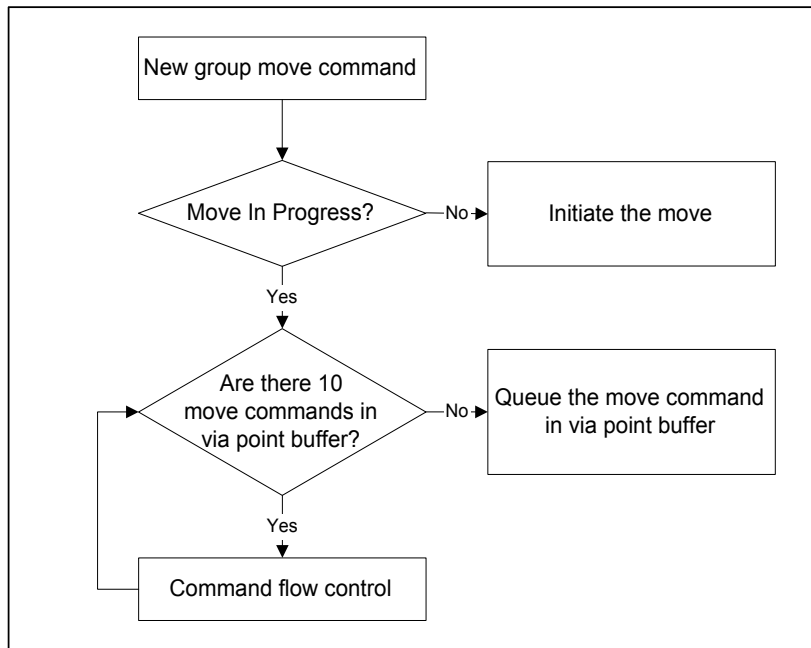 New group move command
Move In Progress?
No
Initiate the move
Yes
Are there 10
move commands in
via point buffer?
No
Queue the move command
in via point buffer
Yes
Command flow control